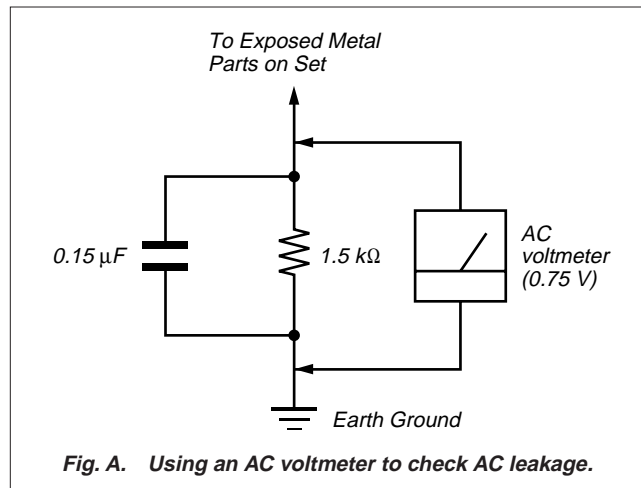 To Exposed Metal
Parts on Set
0.15 μF
1.5 kΩ
AC
voltmeter
(0.75 V)
Earth Ground
Fig. A. Using an AC voltmeter to check AC leakage.